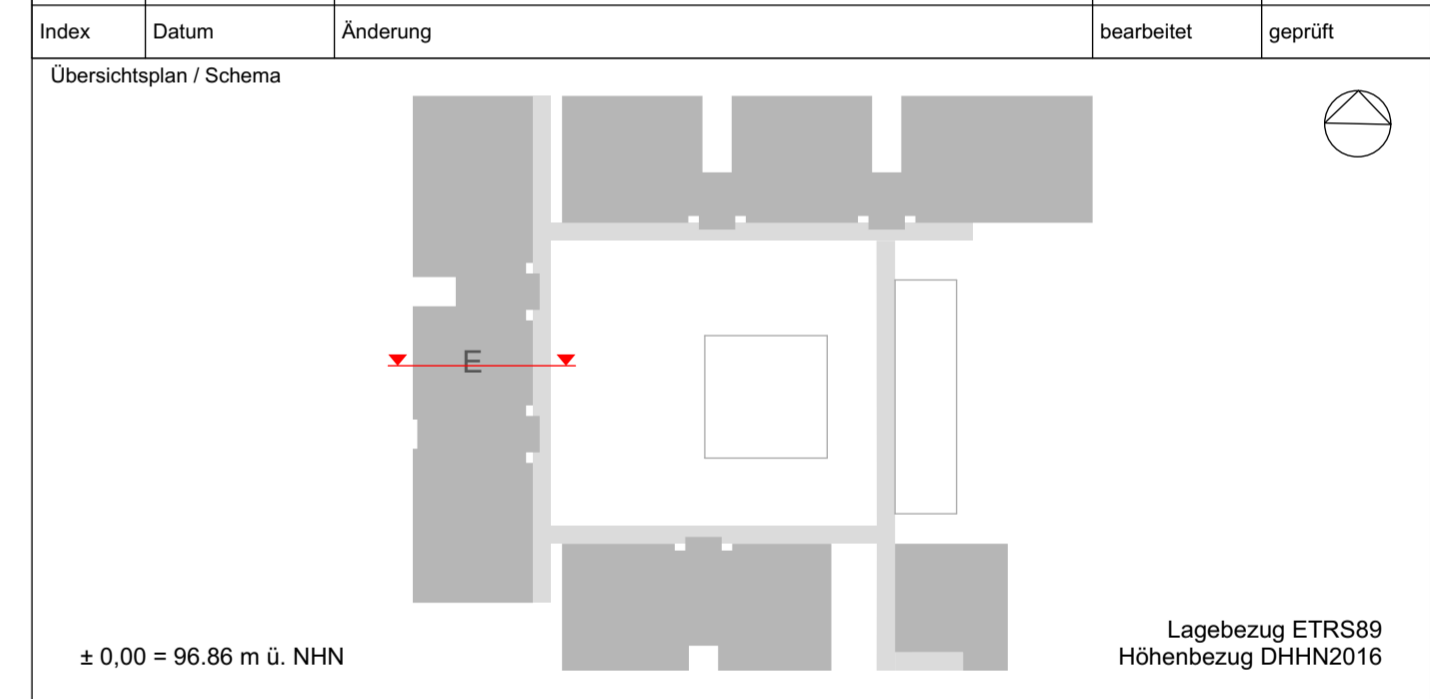 Index Datum Änderung bearbeitet geprüft
Übersichtsplan / Schema
E
Lagebezug ETRS89
± 0,00 = 96.86 m ü. NHN Höhenbezug DHHN2016